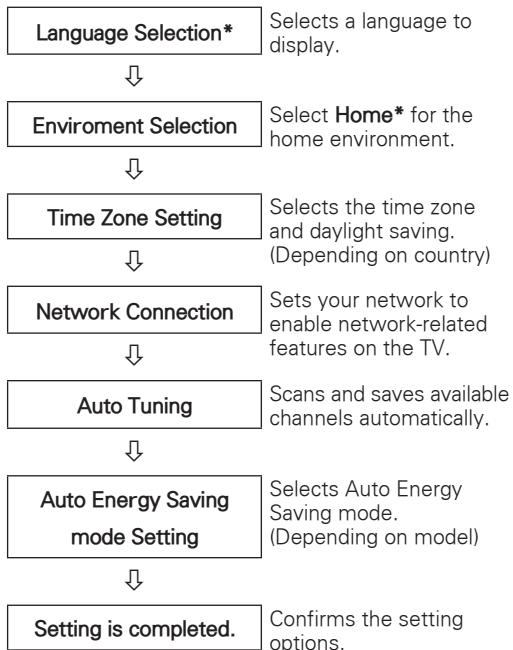 Language Selection*
Selects a language to
display.
⇩
Enviroment Selection
Select Home* for the
home environment.
⇩
Time Zone Setting
Selects the time zone
and daylight saving.
(Depending on country)
⇩
Network Connection
Sets your network to
enable network-related
features on the TV.
⇩
Auto Tuning
Scans and saves available
channels automatically.
⇩
Auto Energy Saving
mode Setting
Selects Auto Energy
Saving mode.
(Depending on model)
⇩
Setting is completed.
Confirms the setting
options.